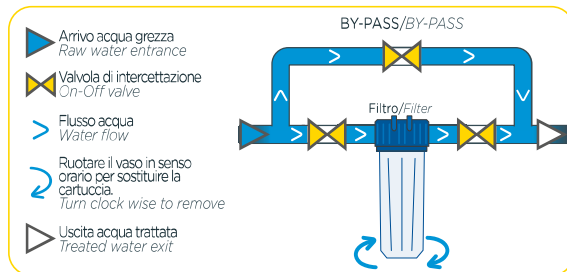 Arrivo acqua grezza
Raw water entrance
Valvola di intercettazione
On-Off valve
Flusso acqua
Water flow
Ruotare il vaso in senso
orario per sostituire la
cartuccia.
Turn clock wise to remove
Uscita acqua trattata
Treated water exit
BY-PASS/BY-PASS
Filtro/Filter